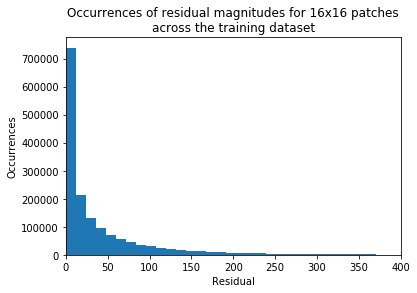 Occurrences of residual magnitudes for 16x16 patches
across the training dataset
700000
600000
500000
400000
300000
200000
100000
0
Occurrences
0 50 100 150 200 250 300 350 400
Residual